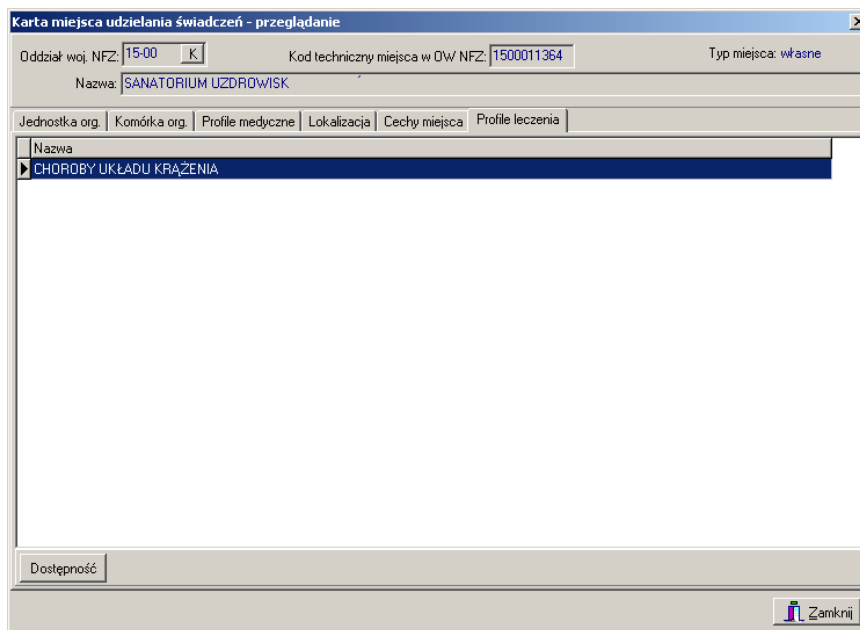 Karta miejsca udzielania świadczeń - przeglądanie
Oddział woj. NFZ: 15-00 K Kod techniczny miejsca w OW NFZ: 1500011364 Typ miejsca: własne
Nazwa: SANATORIUM UZDROWISK
Jednostka org. Komórka org. Profile medyczne Lokalizacja Cechy miejsca Profile leczenia
Nazwa
CHOROBY UKŁADU KRĄŻENIA
Dostępność
Zamknij